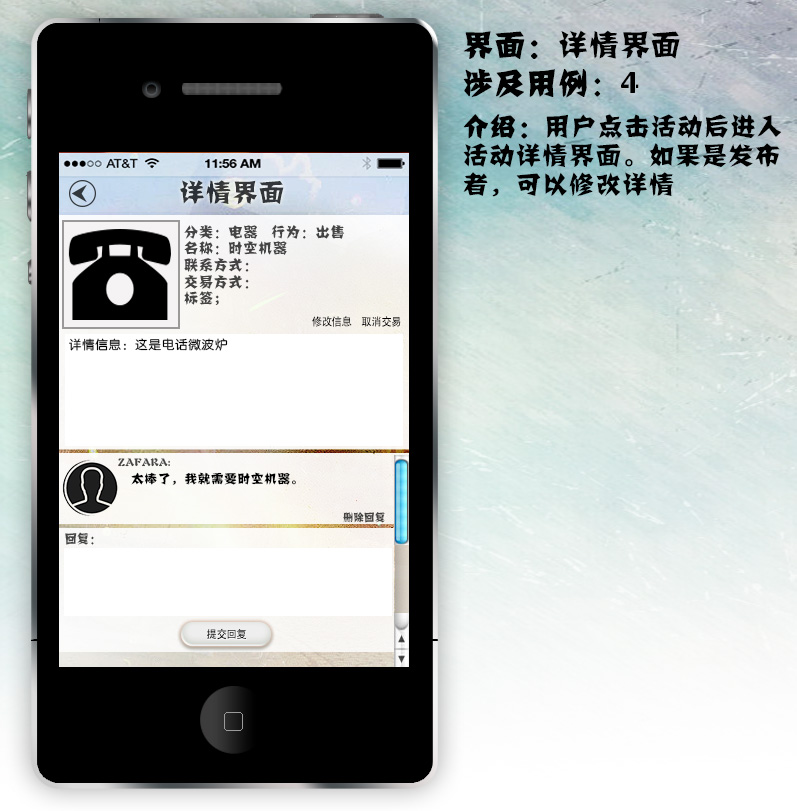 界面：详情界面
涉及用例：4
介绍：用户点击活动后进入
活动详情界面。如果是发布
者，可以修改详情
AT&T 11:56 AM
详情界面
分类：电器 行为：出售
名称：时空机器
联系方式：
交易方式：
标签；
修改信息 取消交易
详情信息：这是电话微波炉
ZAFARA:
太棒了，我就需要时空机器。
删除回复
回复：
提交回复